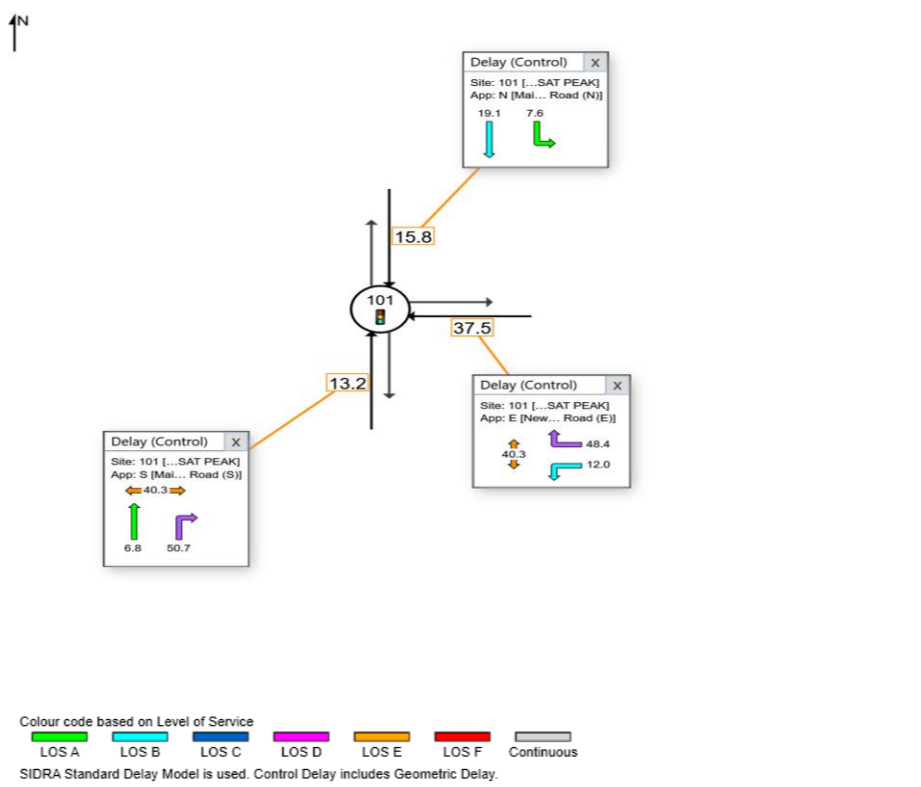 N
Delay (Control) X
Site: 101 [...SAT PEAK]
App: N [Mai... Road (N)]
19.1 7.6
15.8
101
37.5
13.2
Delay (Control) X
Site: 101 [...SAT PEAK]
App: E [New... Road (E)]
48.4
40.3
12.0
Delay (Control) X
Site: 101 [...SAT PEAK]
App: S [Mai... Road (S)]
40.3
6.8 50.7
Colour code based on Level of Service
LOS A LOS B LOS C LOS D LOS E LOS F Continuous
SIDRA Standard Delay Model is used. Control Delay includes Geometric Delay.